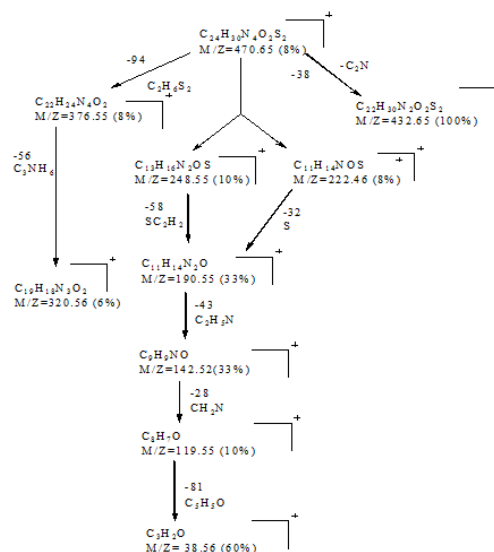 C₂₄H₃₀N₄O₂S₂
M/Z=470.65 (8%)
+
-94
C₂H₆S₂
-C₂N
-38
C₂₂H₂₄N₄O₂
M/Z=376.55 (8%)
+
C₂₂H₃₀N₂O₂S₂
M/Z=432.65 (100%)
-56
C₃NH₆
C₁₃H₁₆N₂OS
M/Z=248.55 (10%)
+
C₁₁H₁₄NOS
M/Z=222.46 (8%)
+
+ +
-58
SC₂H₂
-32
S
C₁₁H₁₄N₂O
M/Z=190.55 (33%)
+
C₁₉H₁₈N₃O₂
M/Z=320.56 (6%)
+
-43
C₂H₅N
C₉H₉NO
M/Z=142.52(33%)
+
-28
CH₂N
C₈H₇O
M/Z=119.55 (10%)
+
-81
C₅H₅O
C₃H₂O
M/Z= 38.56 (60%)
+